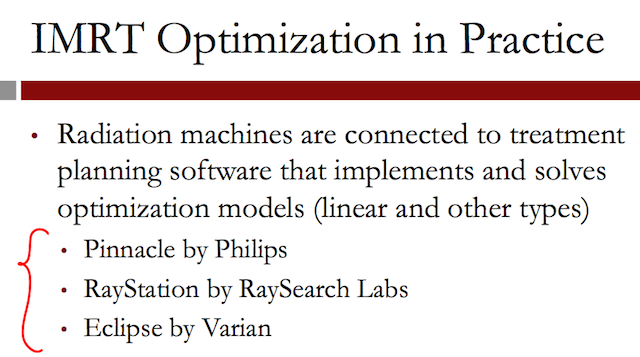 IMRT Optimization in Practice
• Radiation machines are connected to treatment
planning software that implements and solves
optimization models (linear and other types)
• Pinnacle by Philips
• RayStation by RaySearch Labs
• Eclipse by Varian